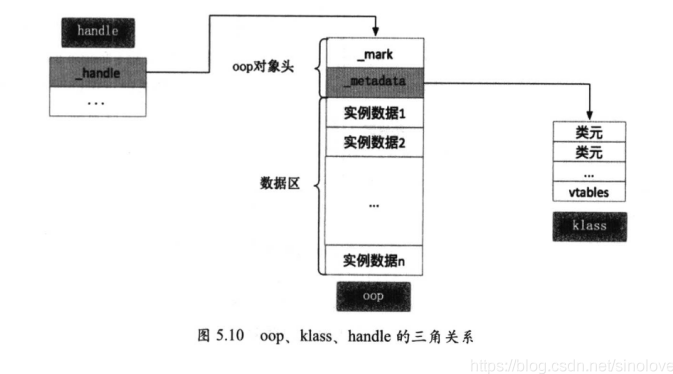 handle
_handle
...
oop对象头
_mark
_metadata
数据区
实例数据1
实例数据2
...
实例数据n
oop
类元
类元
...
vtables
klass
图 5.10 oop、klass、handle 的三角关系
https://blog.csdn.net/sinolove